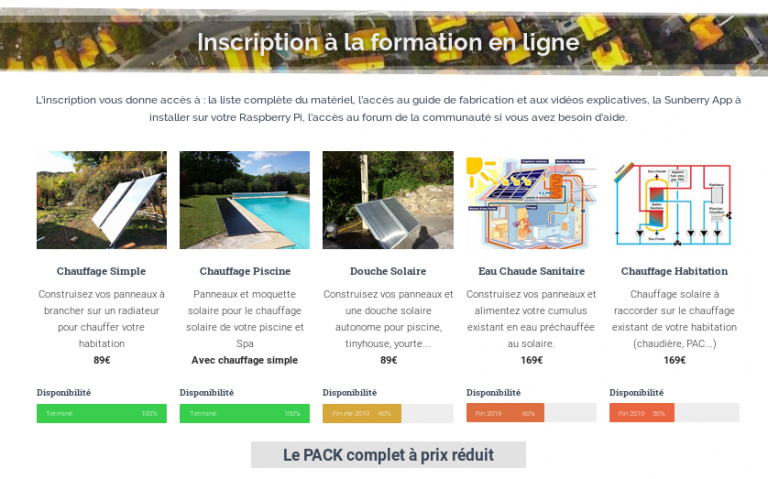 Inscription à la formation en ligne
L'inscription vous donne accès à : la liste complète du matériel, l'accès au guide de fabrication et aux vidéos explicatives, la Sunberry App à
installer sur votre Raspberry Pi, l'accès au forum de la communauté si vous avez besoin d'aide.
Chauffage Simple
Construisez vos panneaux à
brancher sur un radiateur
pour chauffer votre
habitation
89€
Disponibilité
Terminé 100%
Chauffage Piscine
Panneaux et moquette
solaire pour le chauffage
solaire de votre piscine et
Spa
Avec chauffage simple
Disponibilité
Terminé 100%
Douche Solaire
Construisez vos panneaux et
une douche solaire
autonome pour piscine,
tinyhouse, yourte...
89€
Disponibilité
Fin été 2019 60%
Eau Chaude Sanitaire
Construisez vos panneaux et
alimentez votre cumulus
existant en eau préchauffée
au solaire.
169€
Disponibilité
Fin 2019 60%
Eau chaude
Eau Froide
Chauffage Habitation
Chauffage solaire à
raccorder sur le chauffage
existant de votre habitation
(chaudière, PAC...)
169€
Disponibilité
Fin 2019 50%
Le PACK complet à prix réduit